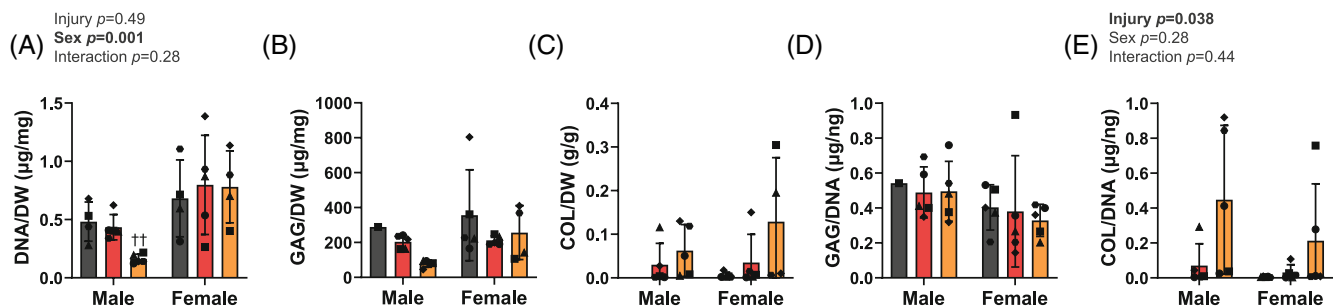 Injury p=0.49
Sex p=0.001
Interaction p=0.28
(A)
DNA/DW (µg/mg)
1.5
1.0
0.5
0.0
††
Male Female
(B)
GAG/DW (µg/mg)
1000
800
600
400
200
0
Male Female
(C)
COL/DW (g/g)
0.4
0.3
0.2
0.1
0.0
Male Female
(D)
GAG/DNA (µg/ng)
1.0
0.8
0.6
0.4
0.2
0.0
Male Female
Injury p=0.038
Sex p=0.28
Interaction p=0.44
(E)
COL/DNA (µg/ng)
1.0
0.8
0.6
0.4
0.2
0.0
Male Female